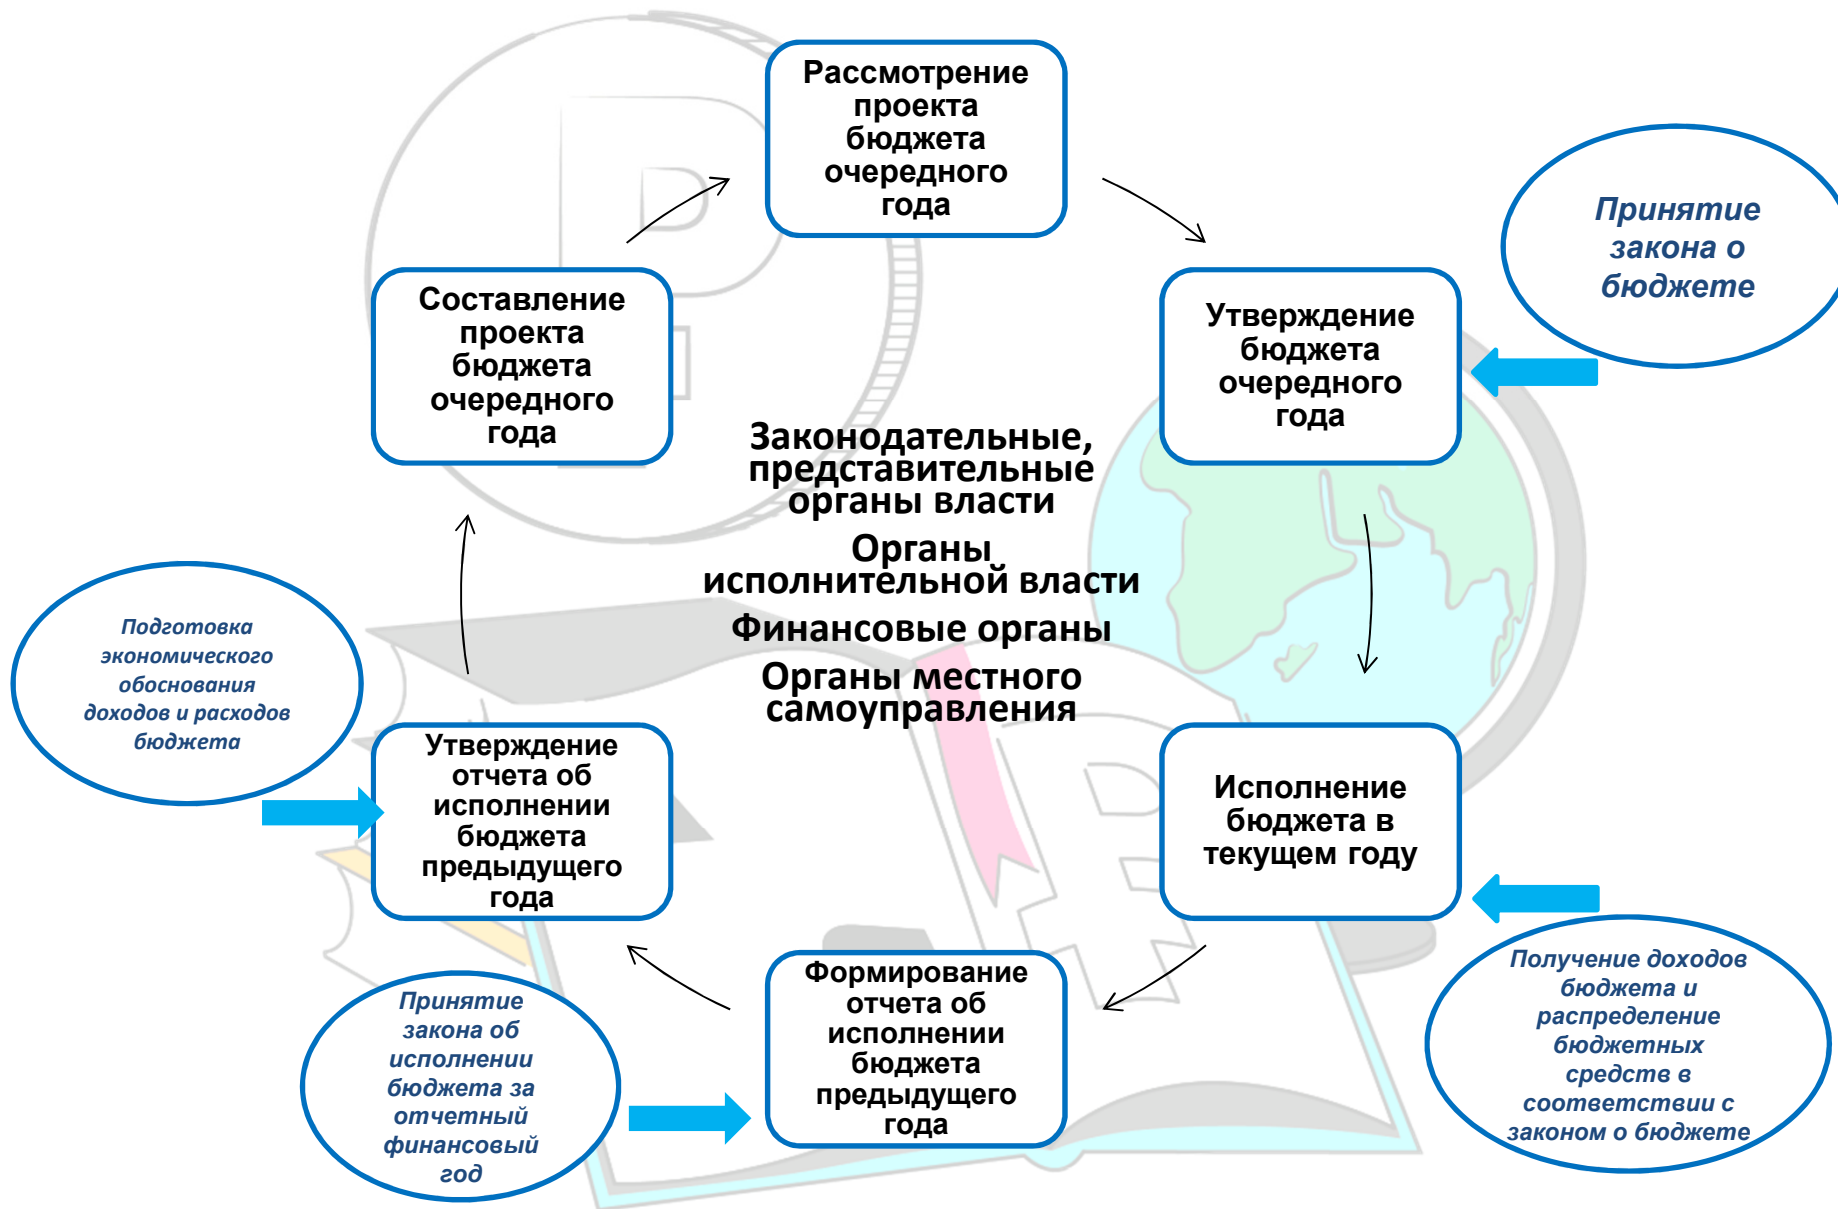 Рассмотрение
проекта
бюджета
очередного
года
Принятие
закона о
бюджете
Составление
проекта
бюджета
очередного
года
Утверждение
бюджета
очередного
года
Законодательные,
представительные
органы власти
Органы
исполнительной власти
Финансовые органы
Органы местного
самоуправления
Подготовка
экономического
обоснования
доходов и расходов
бюджета
Утверждение
отчета об
исполнении
бюджета
предыдущего
года
Исполнение
бюджета в
текущем году
Формирование
отчета об
исполнении
бюджета
предыдущего
года
Принятие
закона об
исполнении
бюджета за
отчетный
финансовый
год
Получение доходов
бюджета и
распределение
бюджетных
средств в
соответствии с
законом о бюджете